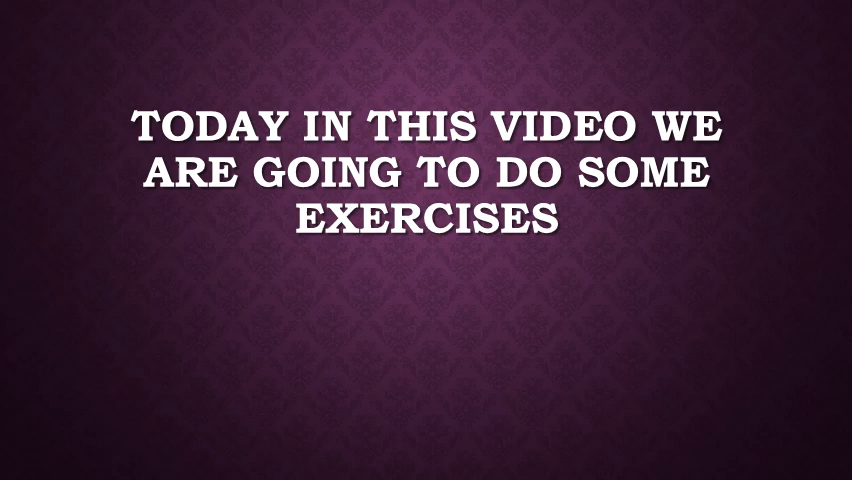 TODAY IN THIS VIDEO WE
ARE GOING TO DO SOME
EXERCISES